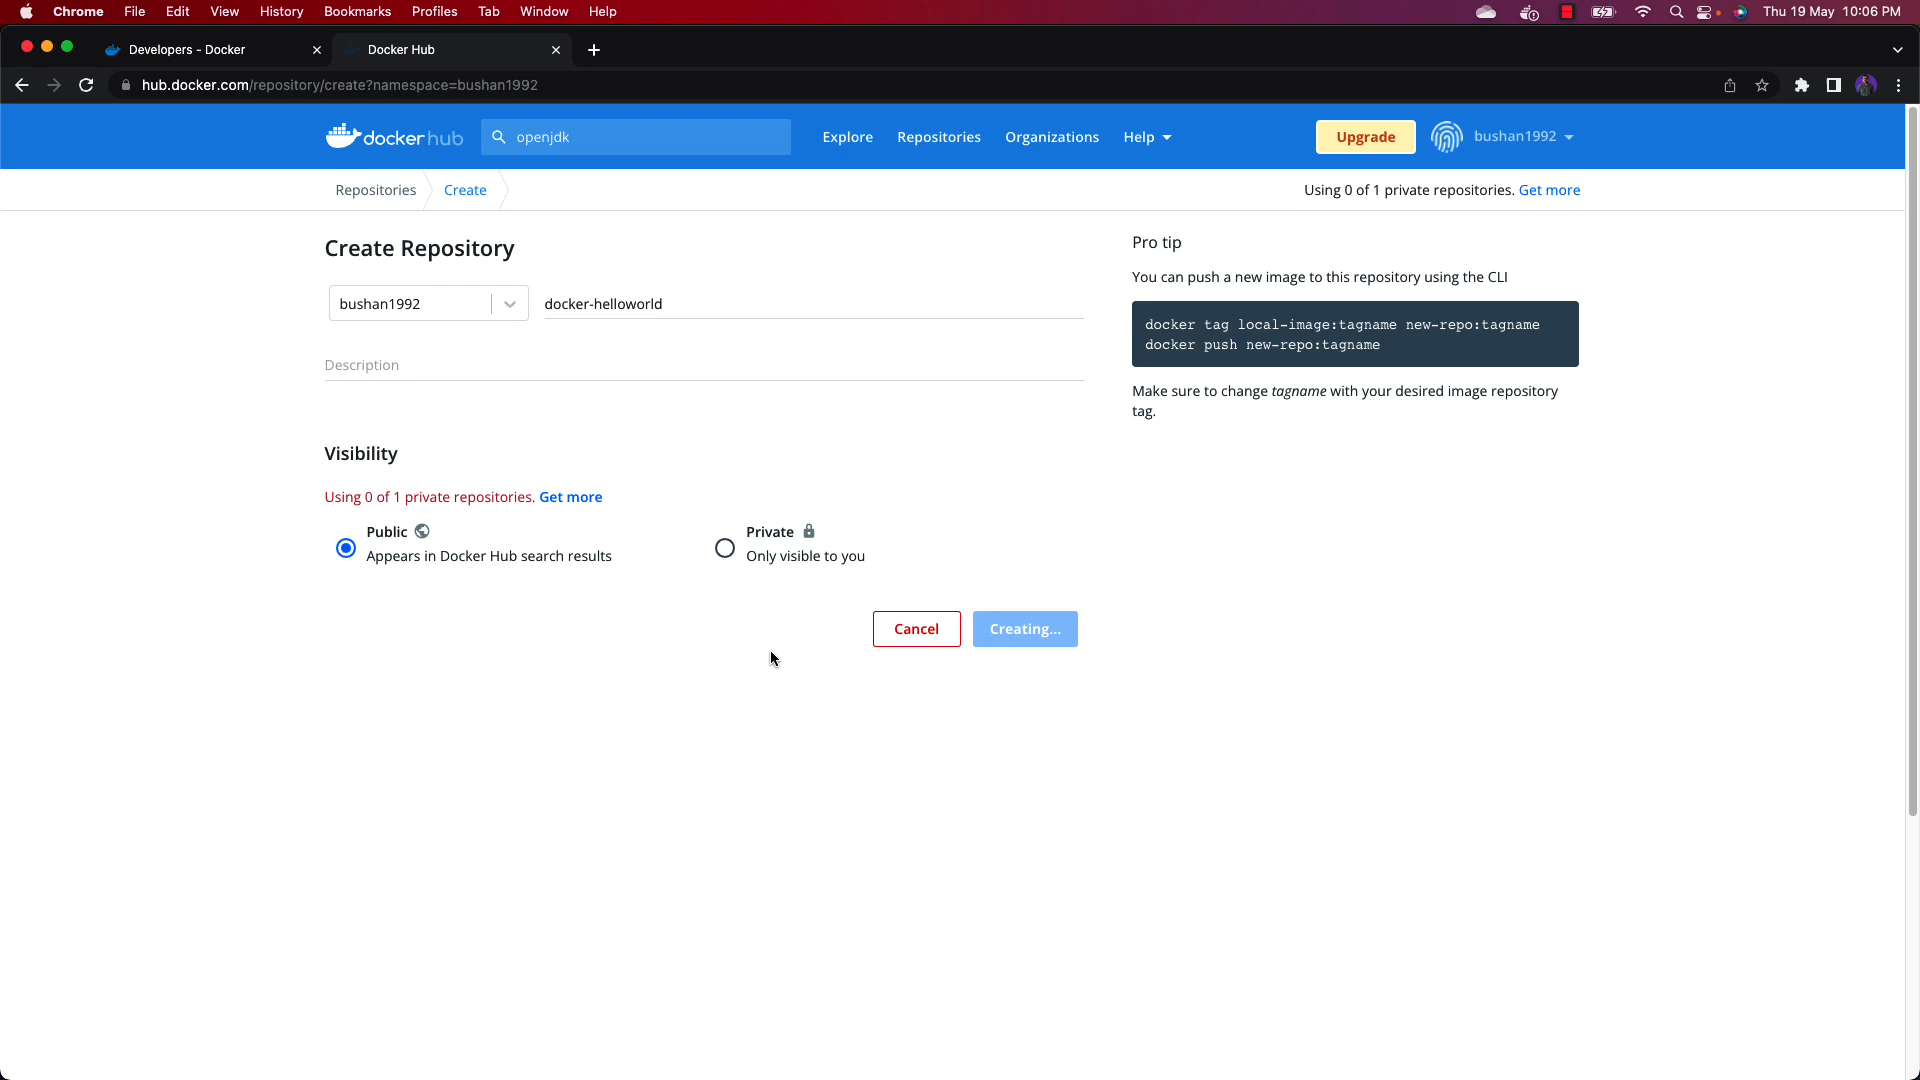 Chrome File Edit View History Bookmarks Profiles Tab Window Help Thu 19 May 10:06 PM
Developers - Docker Docker Hub
hub.docker.com/repository/create?namespace=bushan1992
dockerhub openjdk Explore Repositories Organizations Help Upgrade bushan1992
Repositories Create Using 0 of 1 private repositories. Get more
Create Repository
bushan1992 docker-helloworld
Description
Visibility
Using 0 of 1 private repositories. Get more
Public Private
Appears in Docker Hub search results Only visible to you
Cancel Creating...
Pro tip
You can push a new image to this repository using the CLI
docker tag local-image:tagname new-repo:tagname
docker push new-repo:tagname
Make sure to change tagname with your desired image repository
tag.